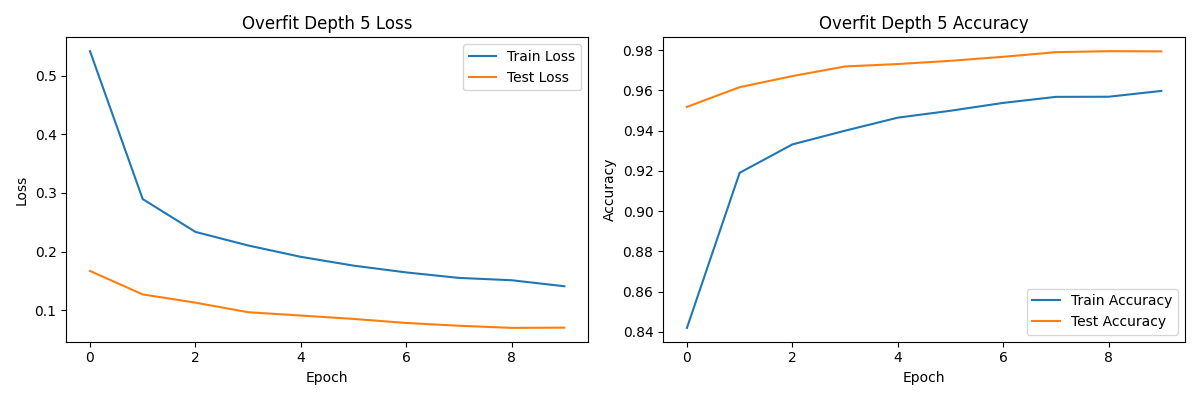 Overfit Depth 5 Loss
Train Loss
Test Loss
0.5
0.4
0.3
0.2
0.1
Loss
0 2 4 6 8
Epoch
Overfit Depth 5 Accuracy
0.98
0.96
0.94
0.92
0.90
0.88
0.86
0.84
Accuracy
Train Accuracy
Test Accuracy
0 2 4 6 8
Epoch